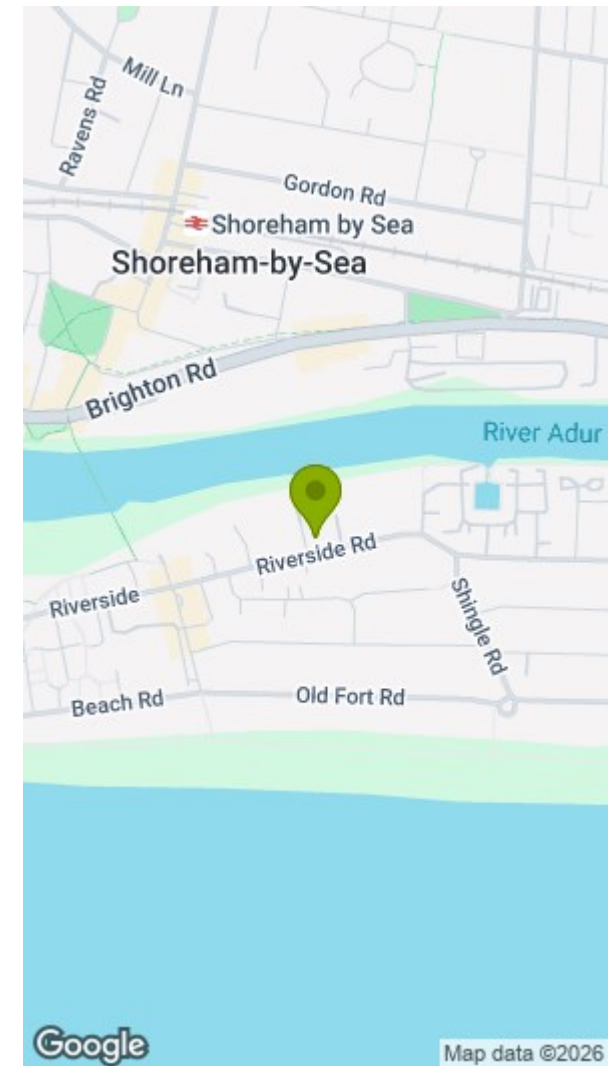 Mill Ln
Ravens Rd
Gordon Rd
Shoreham by Sea
Shoreham-by-Sea
Brighton Rd
River Adur
Riverside Rd
Riverside
Shingle Rd
Beach Rd
Old Fort Rd
Google
Map data ©2026